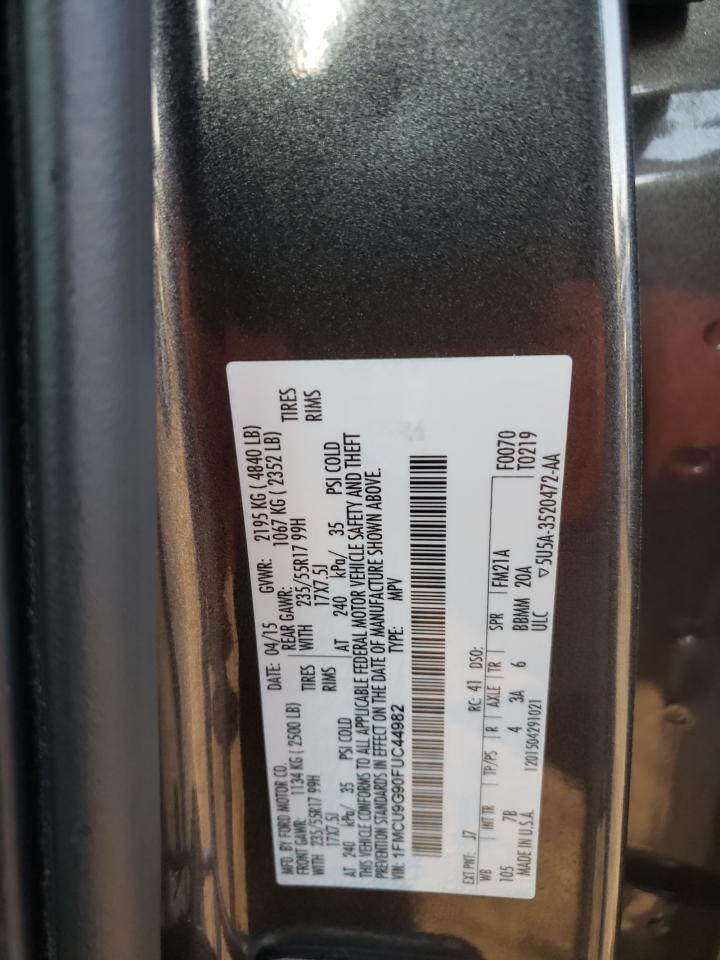 MFD. BY FORD MOTOR CO. DATE: 04/15 GVWR: 2195 KG ( 4840 LB)
FRONT GAWR: 1134 KG ( 2500 LB) REAR GAWR: 1067 KG ( 2352 LB)
WITH 235/55R17 99H TIRES WITH 235/55R17 99H TIRES
17X7.5J RIMS 17X7.5J RIMS
AT 240 kPa/ 35 PSI COLD AT 240 kPa/ 35 PSI COLD
THIS VEHICLE CONFORMS TO ALL APPLICABLE FEDERAL MOTOR VEHICLE SAFETY AND THEFT
PREVENTION STANDARDS IN EFFECT ON THE DATE OF MANUFACTURE SHOWN ABOVE.
VIN: 1FMCU9G90FUC44982 TYPE: MPV
EXT PNT: J7 RC: 41 DSO: F0070
WB INT TR TP/PS R AXLE TR SPR FM21A T0219
105 7B 4 3A 6 BBMM 20A
MADE IN U.S.A. 1201504291021 ULC ▽5U5A-3520472-AA